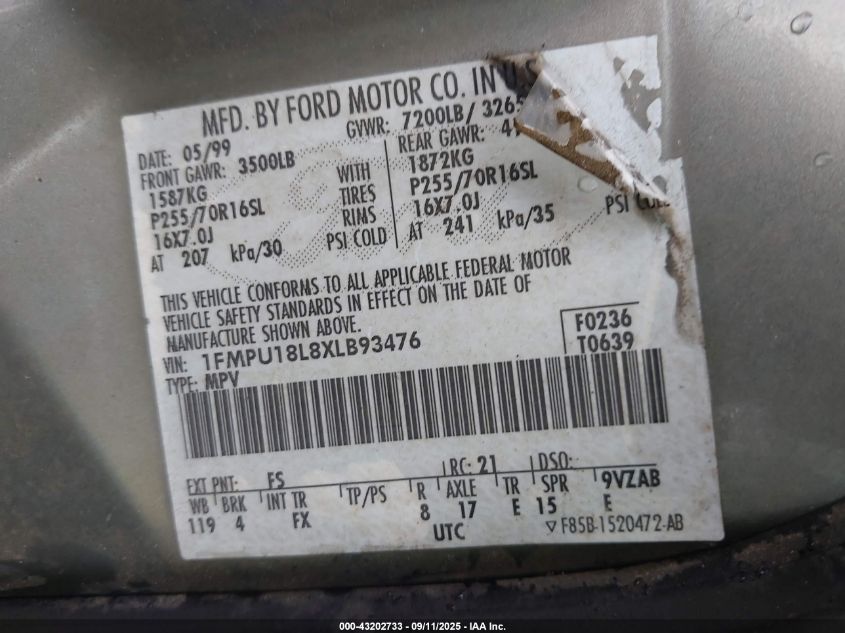 MFD. BY FORD MOTOR CO. IN U.S
DATE: 05/99 GVWR: 7200LB/ 3265
FRONT GAWR: 3500LB REAR GAWR: 41
1587KG WITH 1872KG
P255/70R16SL TIRES P255/70R16SL
16X7.0J RIMS 16X7.0J
AT 207 kPa/30 PSI COLD AT 241 kPa/35 PSI COLD
THIS VEHICLE CONFORMS TO ALL APPLICABLE FEDERAL MOTOR
VEHICLE SAFETY STANDARDS IN EFFECT ON THE DATE OF
MANUFACTURE SHOWN ABOVE.
VIN: 1FMPU18L8XLB93476
F0236
T0639
TYPE: MPV
EXT PNT: FS RC: 21 DSO:
WB BRK INT TR TP/PS R AXLE TR SPR 9VZAB
119 4 FX 8 17 E 15 E
UTC ▽ F85B-1520472-AB
000-43202733 - 09/11/2025 - IAA Inc.